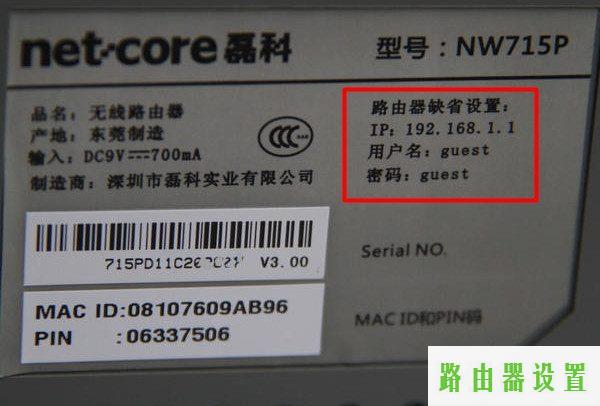 net·core 磊科
型号：NW715P
品名：无线路由器
产地：东莞制造
输入：DC9V⎓700mA
制造商：深圳市磊科实业有限公司
路由器缺省设置：
IP：192.168.1.1
用户名：guest
密码：guest
V3.00
Serial NO.
MAC ID:08107609AB96
PIN :06337506
MAC ID和PIN码
路由器设置